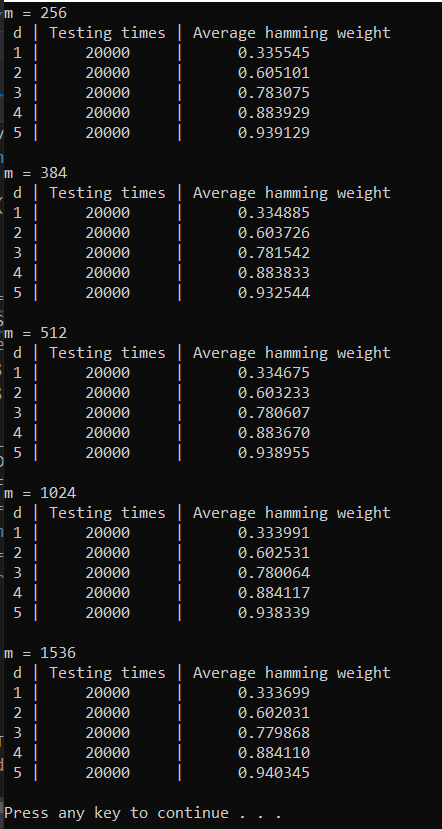 m = 256
d | Testing times | Average hamming weight
1 | 20000 | 0.335545
2 | 20000 | 0.605101
3 | 20000 | 0.783075
4 | 20000 | 0.883929
5 | 20000 | 0.939129
m = 384
d | Testing times | Average hamming weight
1 | 20000 | 0.334885
2 | 20000 | 0.603726
3 | 20000 | 0.781542
4 | 20000 | 0.883833
5 | 20000 | 0.932544
m = 512
d | Testing times | Average hamming weight
1 | 20000 | 0.334675
2 | 20000 | 0.603233
3 | 20000 | 0.780607
4 | 20000 | 0.883670
5 | 20000 | 0.938955
m = 1024
d | Testing times | Average hamming weight
1 | 20000 | 0.333991
2 | 20000 | 0.602531
3 | 20000 | 0.780064
4 | 20000 | 0.884117
5 | 20000 | 0.938339
m = 1536
d | Testing times | Average hamming weight
1 | 20000 | 0.333699
2 | 20000 | 0.602031
3 | 20000 | 0.779868
4 | 20000 | 0.884110
5 | 20000 | 0.940345
Press any key to continue . . .